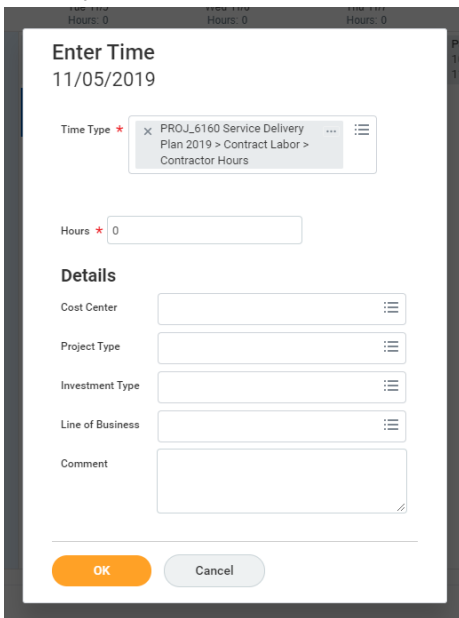 Tue 11/5 Wed 11/6 Thu 11/7
Hours: 0 Hours: 0 Hours: 0
Enter Time
11/05/2019
Time Type * × PROJ_6160 Service Delivery ...
Plan 2019 > Contract Labor >
Contractor Hours
Hours * 0
Details
Cost Center
Project Type
Investment Type
Line of Business
Comment
OK Cancel